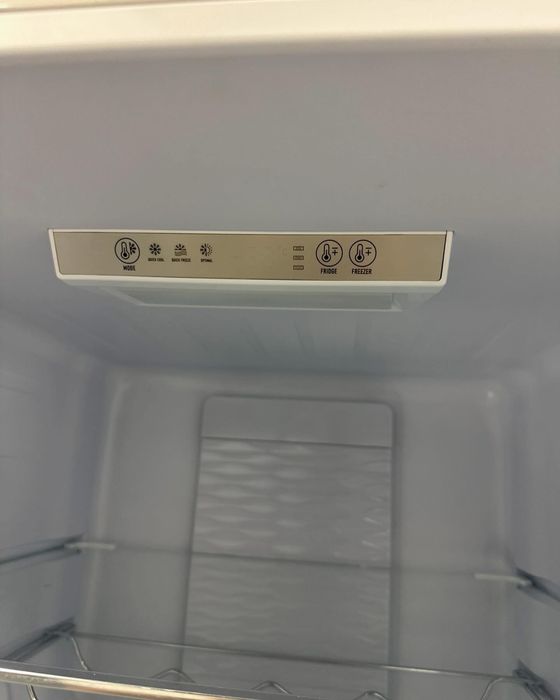 MODE
QUICK COOL
QUICK FREEZE
OPTIMAL
FRIDGE
FREEZER